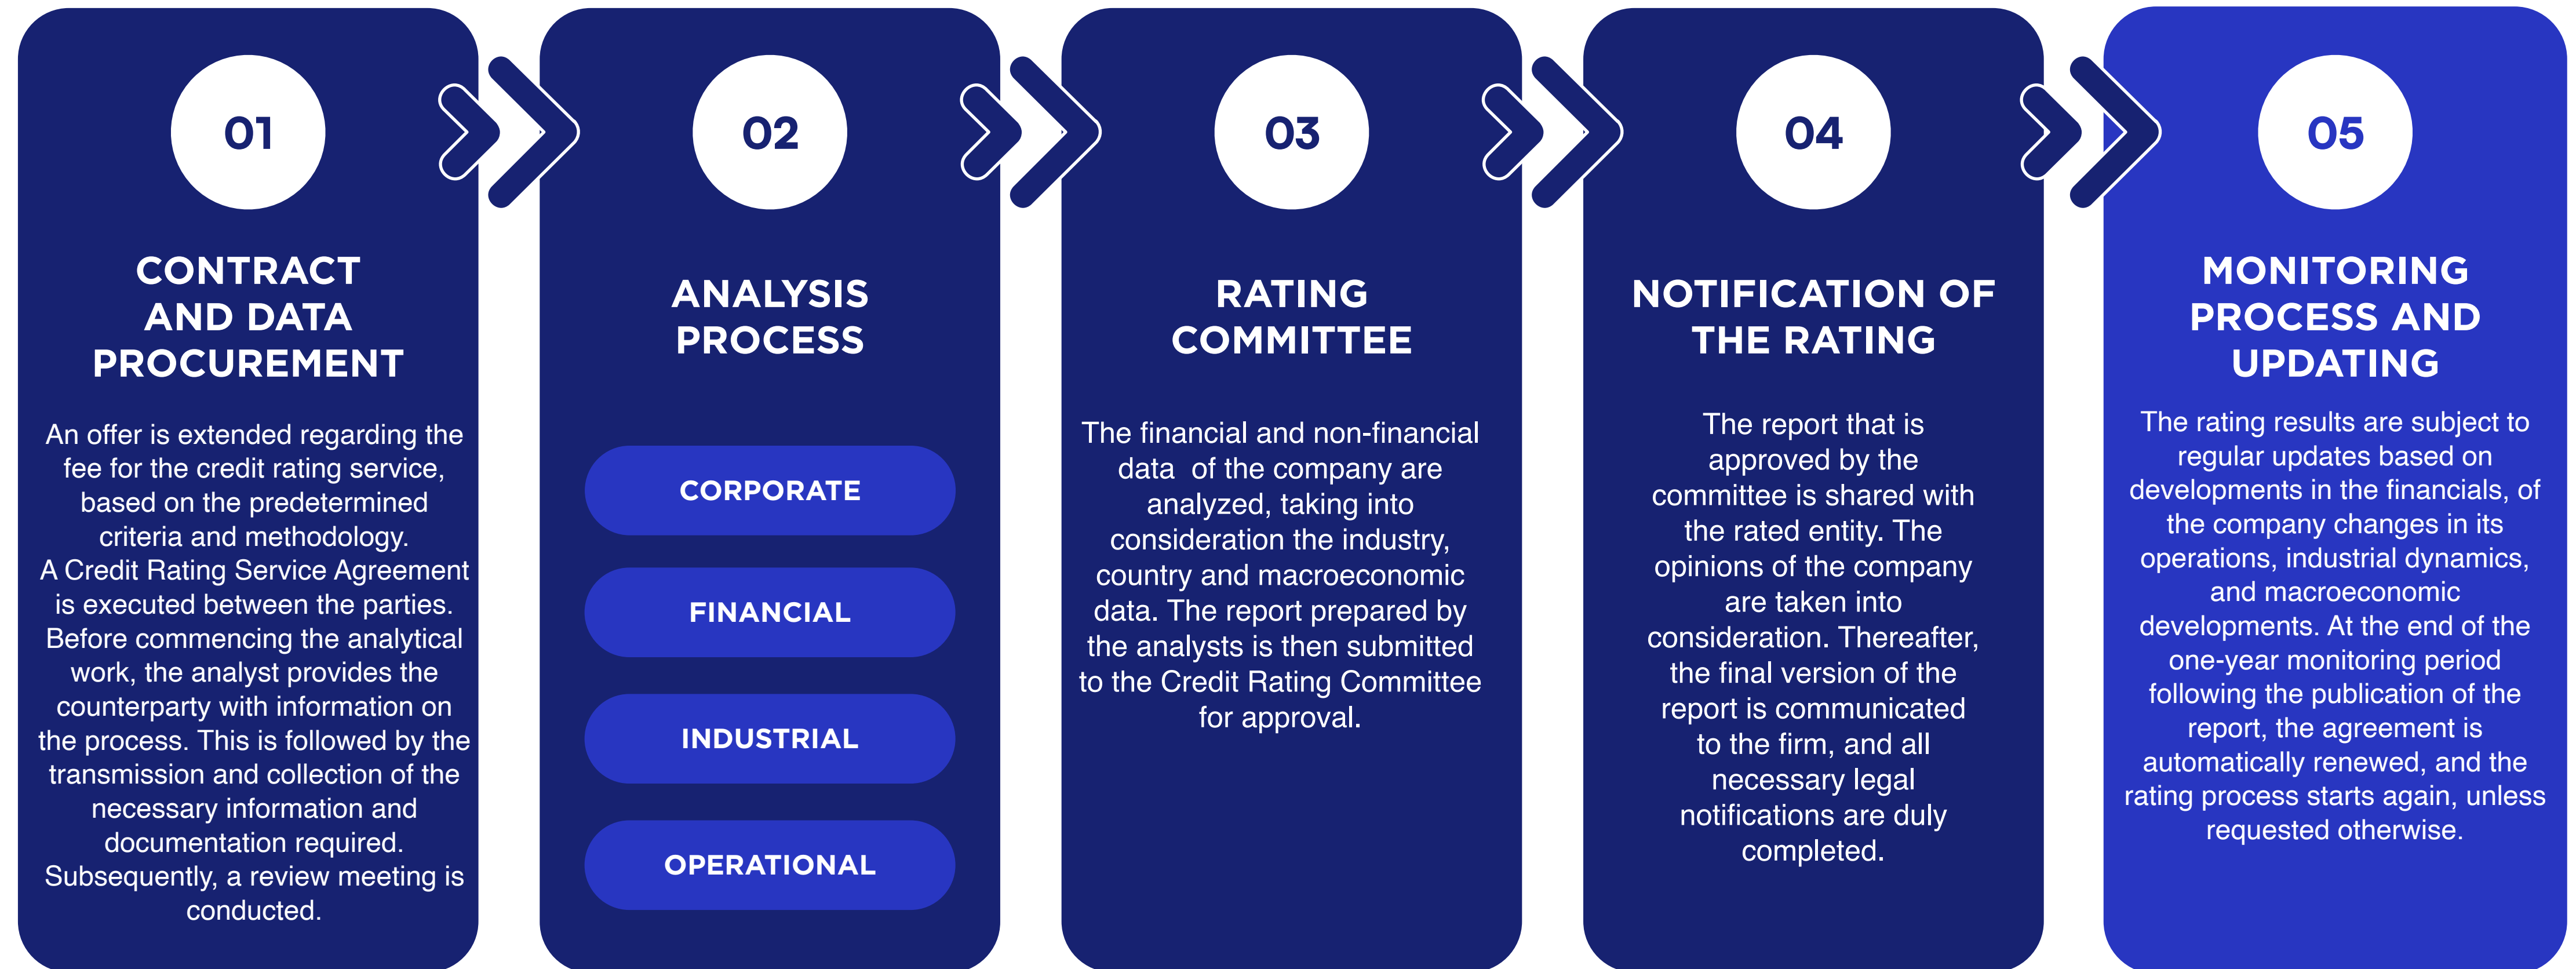 01
CONTRACT
AND DATA
PROCUREMENT
An offer is extended regarding the
fee for the credit rating service,
based on the predetermined
criteria and methodology.
A Credit Rating Service Agreement
is executed between the parties.
Before commencing the analytical
work, the analyst provides the
counterparty with information on
the process. This is followed by the
transmission and collection of the
necessary information and
documentation required.
Subsequently, a review meeting is
conducted.
02
ANALYSIS
PROCESS
CORPORATE
FINANCIAL
INDUSTRIAL
OPERATIONAL
03
RATING
COMMITTEE
The financial and non-financial
data  of the company are
analyzed, taking into
consideration the industry,
country and macroeconomic
data. The report prepared by
the analysts is then submitted
to the Credit Rating Committee
for approval.
04
NOTIFICATION OF
THE RATING
The report that is
approved by the
committee is shared with
the rated entity. The
opinions of the company
are taken into
consideration. Thereafter,
the final version of the
report is communicated
to the firm, and all
necessary legal
notifications are duly
completed.
05
MONITORING
PROCESS AND
UPDATING
The rating results are subject to
regular updates based on
developments in the financials, of
the company changes in its
operations, industrial dynamics,
and macroeconomic
developments. At the end of the
one-year monitoring period
following the publication of the
report, the agreement is
automatically renewed, and the
rating process starts again, unless
requested otherwise.